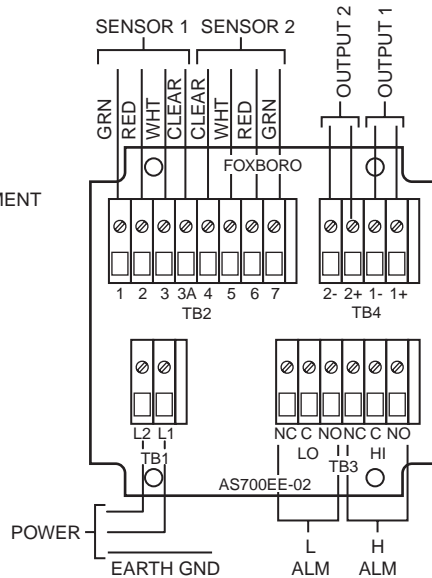 SENSOR 1 SENSOR 2
OUTPUT 2
OUTPUT 1
GRN
RED
WHT
CLEAR
CLEAR
WHT
RED
GRN
FOXBORO
MENT
1 2 3 3A 4 5 6 7
TB2
2- 2+ 1- 1+
TB4
L2 L1
TB1
NC C NO NC C NO
LO HI
TB3
AS700EE-02
POWER
EARTH GND
L
ALM
H
ALM